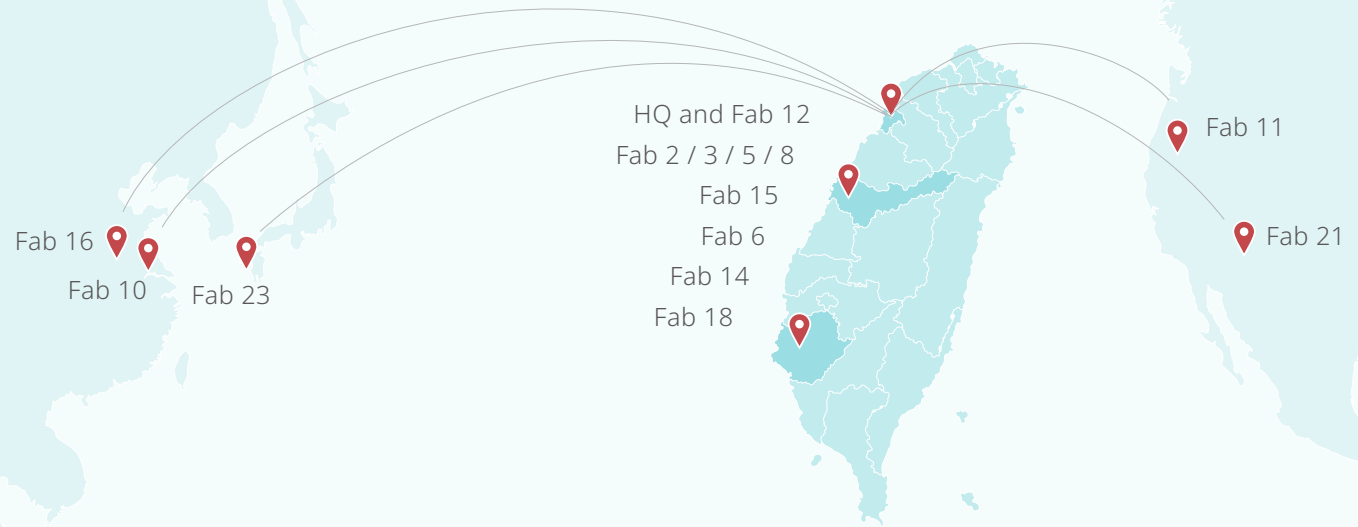 HQ and Fab 12
Fab 2 / 3 / 5 / 8
Fab 15
Fab 6
Fab 14
Fab 18
Fab 16
Fab 10
Fab 23
Fab 11
Fab 21